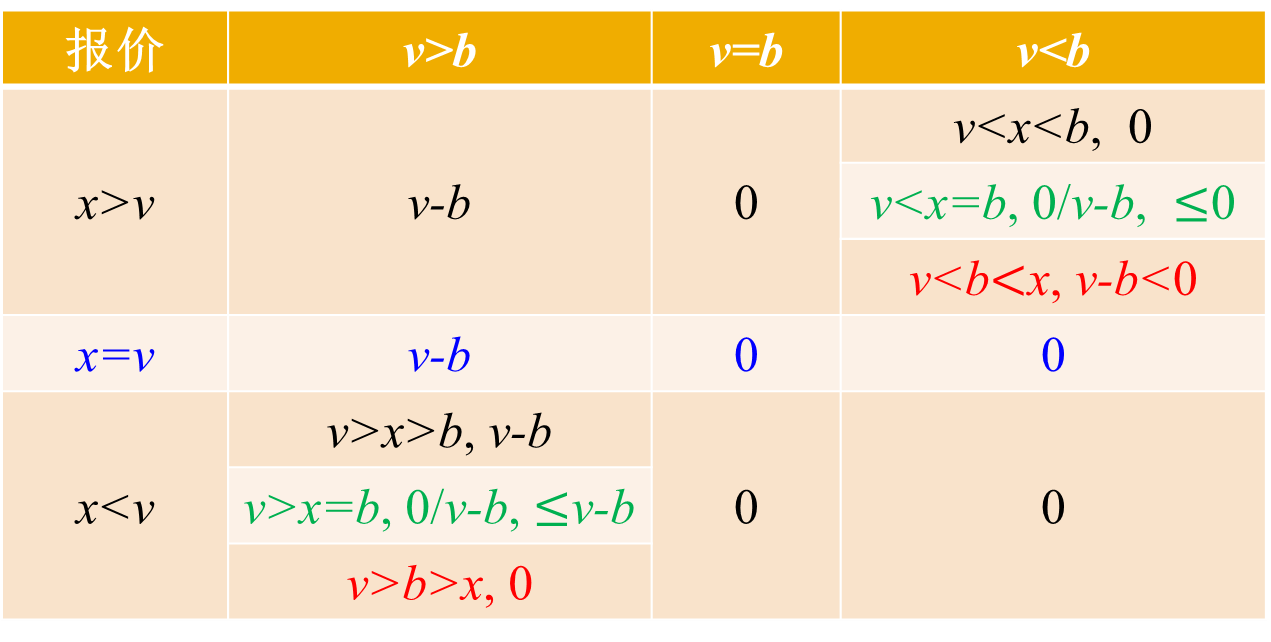 报价 v>b v=b v<b
v<x<b, 0
x>v v-b 0 v<x=b, 0/v-b, ≤0
v<b<x, v-b<0
x=v v-b 0 0
v>x>b, v-b
x<v v>x=b, 0/v-b, ≤v-b 0 0
v>b>x, 0